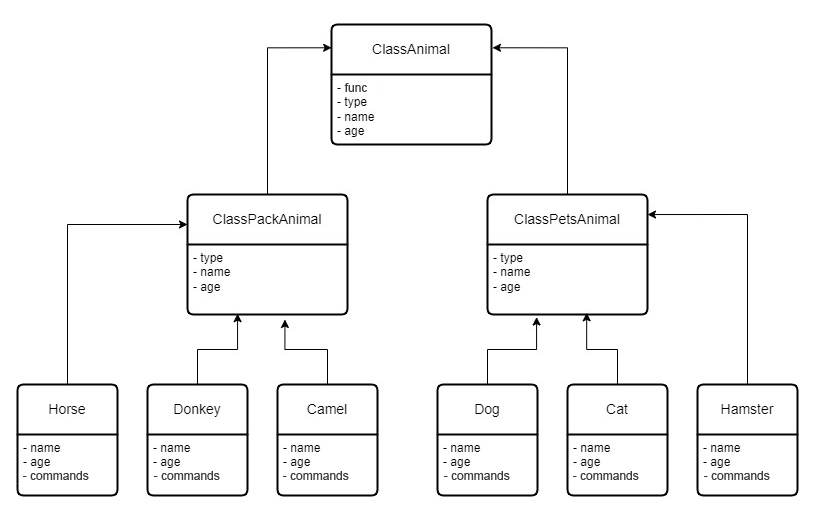 ClassAnimal
- func
- type
- name
- age
ClassPackAnimal
- type
- name
- age
ClassPetsAnimal
- type
- name
- age
Horse
- name
- age
- commands
Donkey
- name
- age
- commands
Camel
- name
- age
- commands
Dog
- name
- age
- commands
Cat
- name
- age
- commands
Hamster
- name
- age
- commands